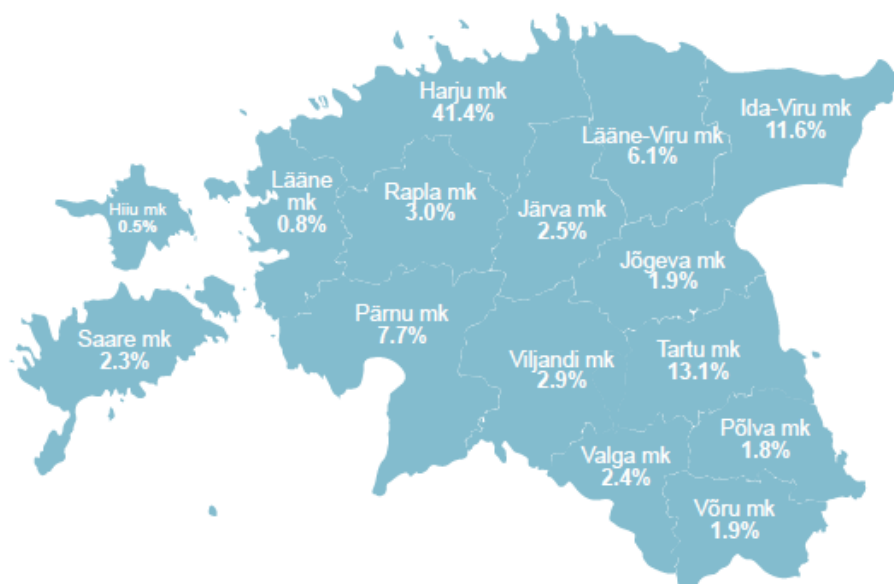 Harju mk
41.4%
Ida-Viru mk
11.6%
Lääne-Viru mk
6.1%
Lääne
mk
0.8%
Rapla mk
3.0%
Järva mk
2.5%
Hiiu mk
0.5%
Jõgeva mk
1.9%
Pärnu mk
7.7%
Saare mk
2.3%
Viljandi mk
2.9%
Tartu mk
13.1%
Põlva mk
1.8%
Valga mk
2.4%
Võru mk
1.9%